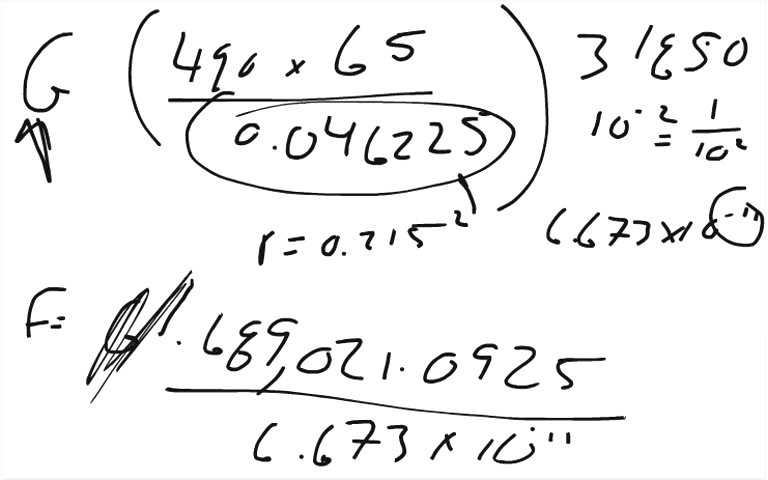 G ( 490 x 65 / 0.046225 )
31850
10⁻² = 1/10²
6.673x10⁻¹¹
r = 0.215²
F= 689,021.0925 / 6.673 x 10⁻¹¹